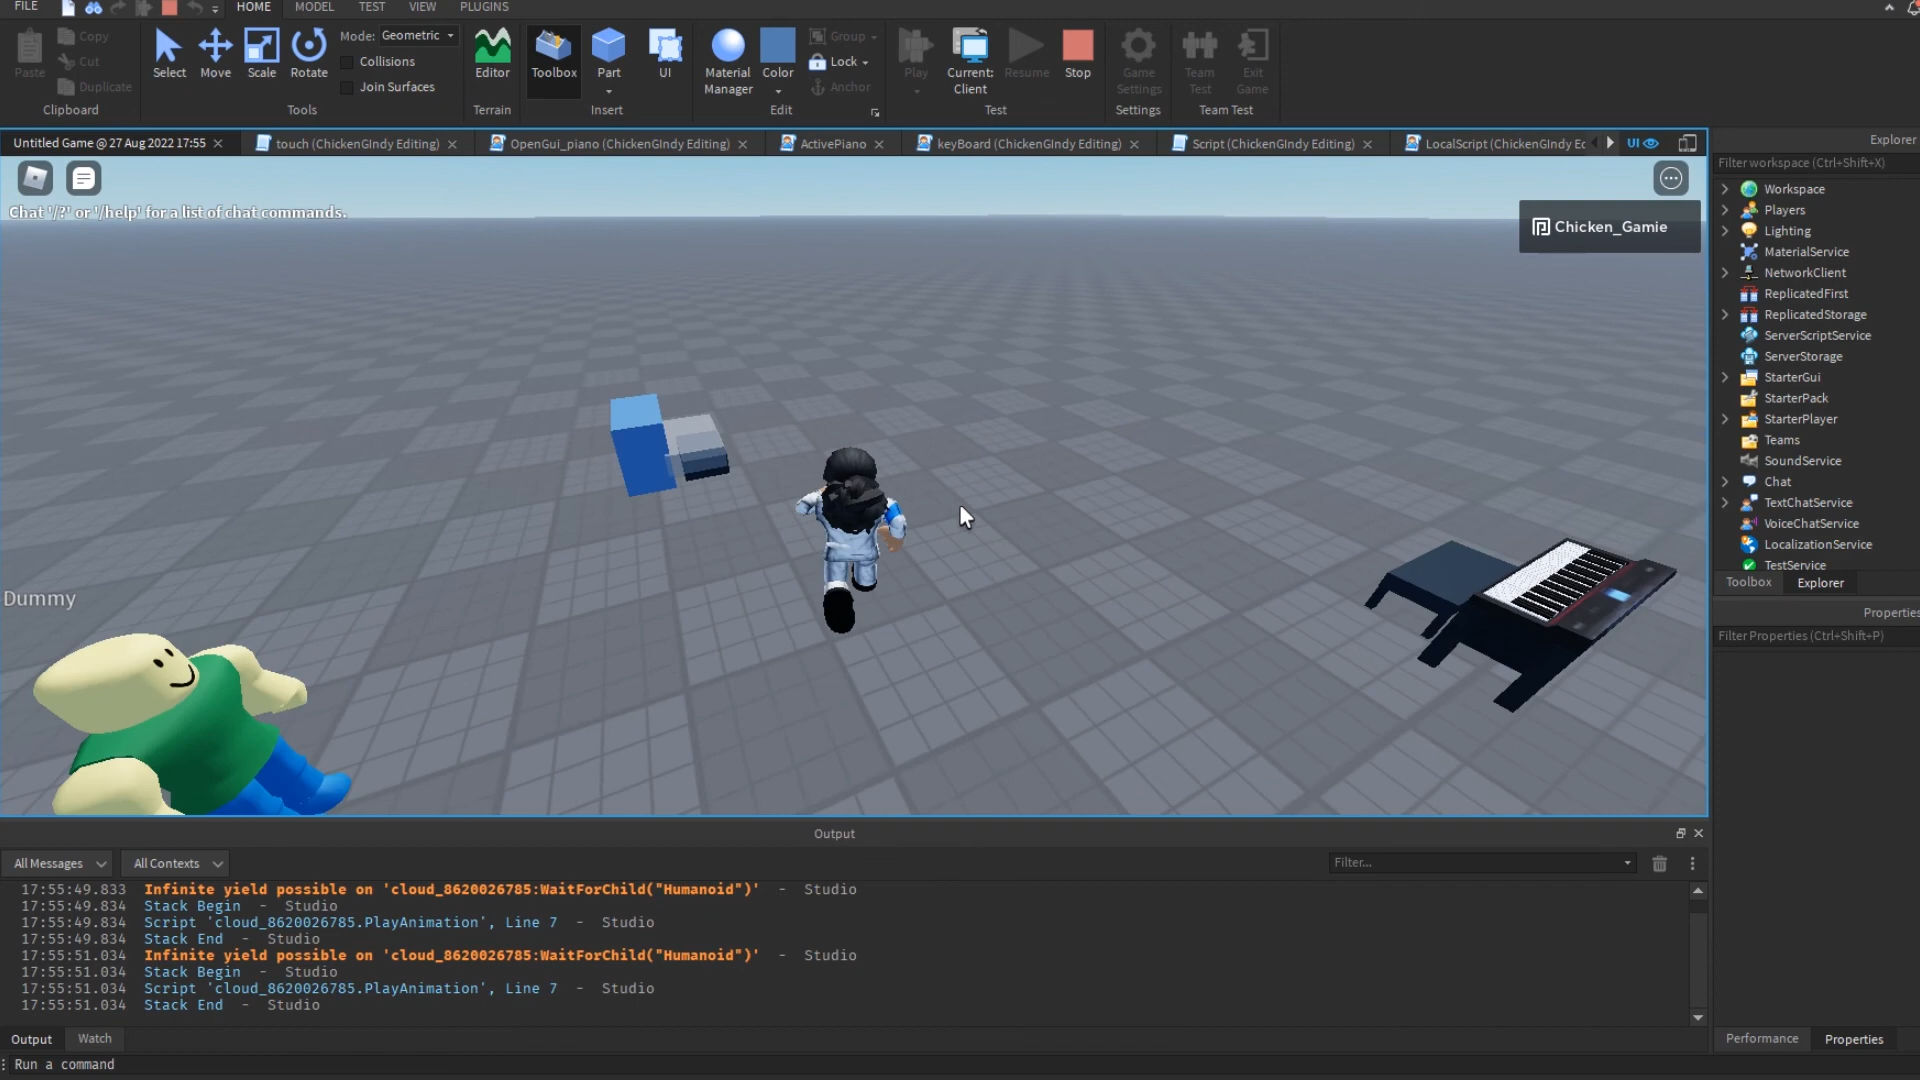 FILE
HOME
MODEL
TEST
VIEW
PLUGINS
Paste
Copy
Cut
Duplicate
Clipboard
Select
Move
Scale
Rotate
Mode: Geometric
Collisions
Join Surfaces
Tools
Editor
Terrain
Toolbox
Part
UI
Insert
Material
Manager
Color
Group
Lock
Anchor
Edit
Play
Current:
Client
Resume
Stop
Test
Game
Settings
Settings
Team
Test
Exit
Game
Team Test
Untitled Game @ 27 Aug 2022 17:55
touch (ChickenGIndy Editing)
OpenGui_piano (ChickenGIndy Editing)
ActivePiano
keyBoard (ChickenGIndy Editing)
Script (ChickenGIndy Editing)
LocalScript (ChickenGIndy Ec
UI
Chat '/?' or '/help' for a list of chat commands.
Chicken_Gamie
Dummy
Explorer
Filter workspace (Ctrl+Shift+X)
Workspace
Players
Lighting
MaterialService
NetworkClient
ReplicatedFirst
ReplicatedStorage
ServerScriptService
ServerStorage
StarterGui
StarterPack
StarterPlayer
Teams
SoundService
Chat
TextChatService
VoiceChatService
LocalizationService
TestService
Toolbox
Explorer
Properties
Filter Properties (Ctrl+Shift+P)
Performance
Properties
Output
All Messages
All Contexts
Filter...
17:55:49.833 Infinite yield possible on 'cloud_8620026785:WaitForChild("Humanoid")' - Studio
17:55:49.834 Stack Begin - Studio
17:55:49.834 Script 'cloud_8620026785.PlayAnimation', Line 7 - Studio
17:55:49.834 Stack End - Studio
17:55:51.034 Infinite yield possible on 'cloud_8620026785:WaitForChild("Humanoid")' - Studio
17:55:51.034 Stack Begin - Studio
17:55:51.034 Script 'cloud_8620026785.PlayAnimation', Line 7 - Studio
17:55:51.034 Stack End - Studio
Output
Watch
Run a command